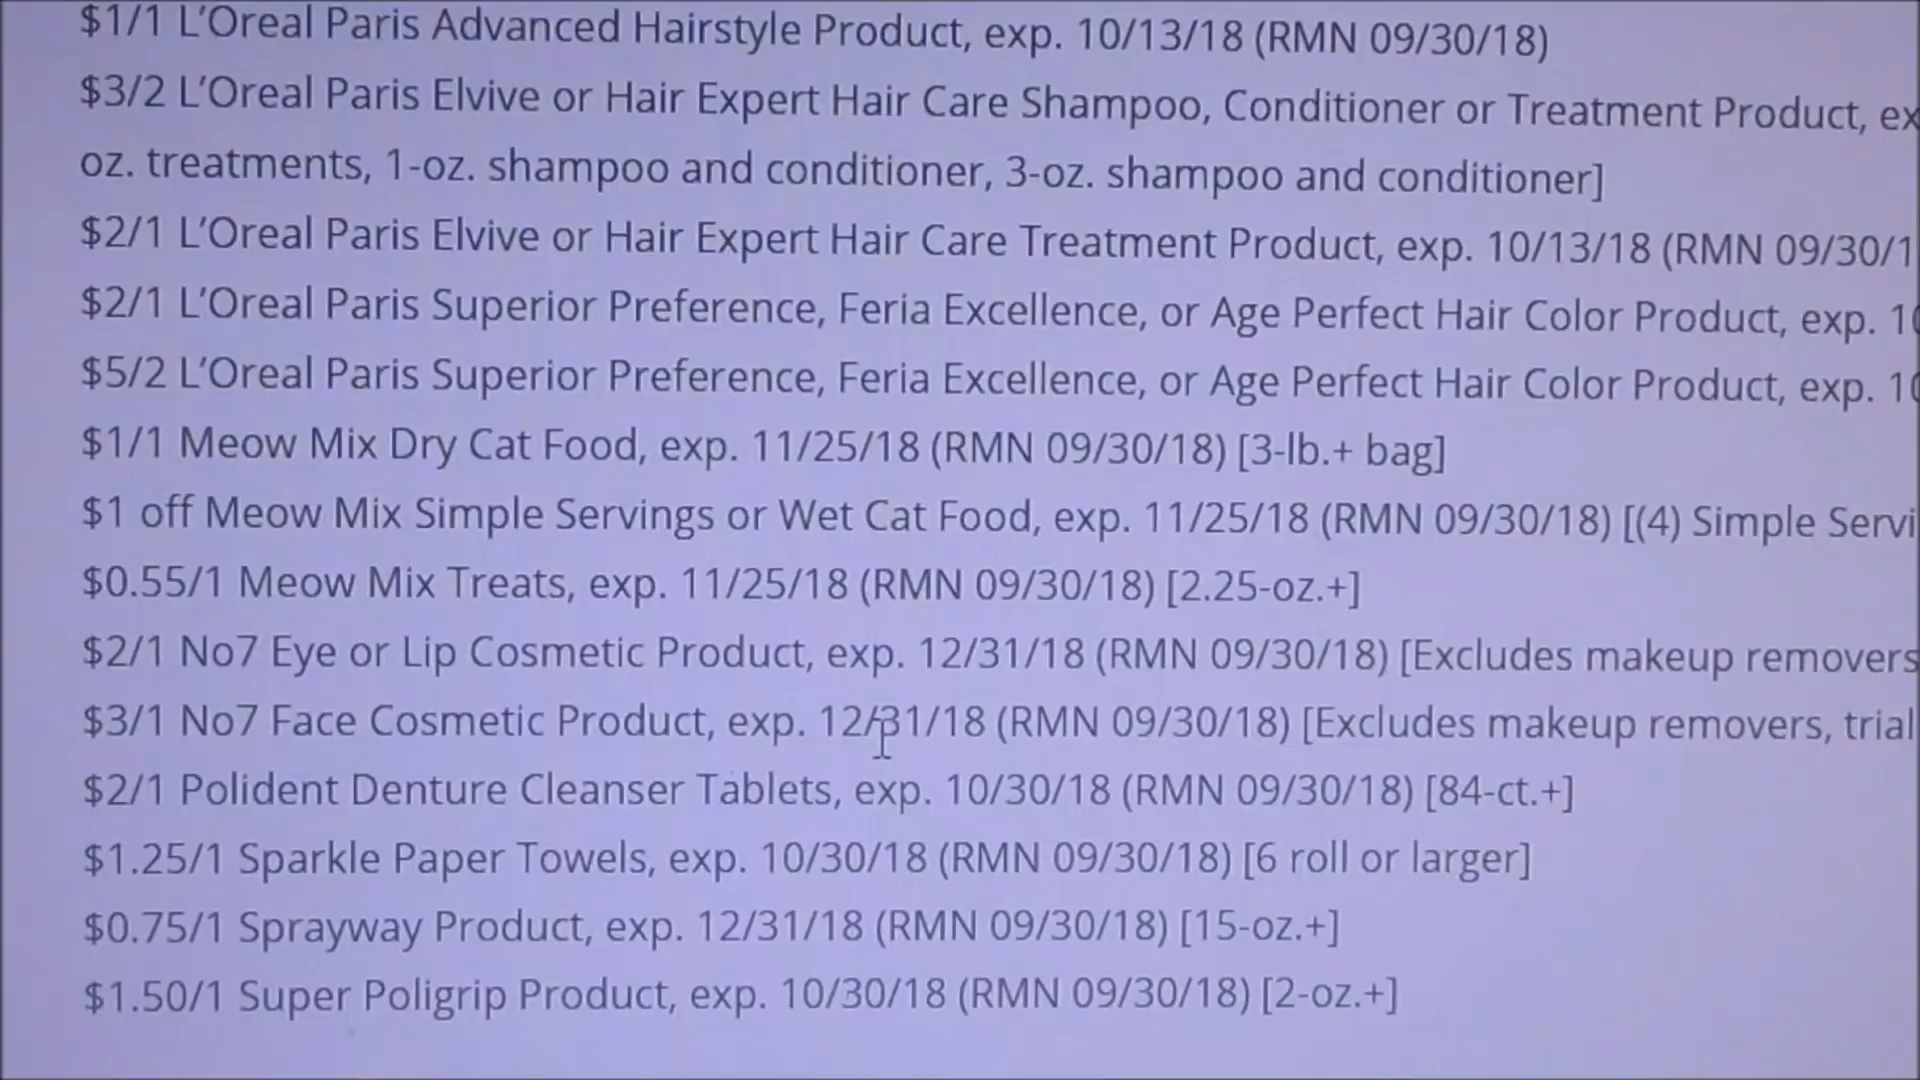 $1/1 L'Oreal Paris Advanced Hairstyle Product, exp. 10/13/18 (RMN 09/30/18)
$3/2 L'Oreal Paris Elvive or Hair Expert Hair Care Shampoo, Conditioner or Treatment Product, ex
oz. treatments, 1-oz. shampoo and conditioner, 3-oz. shampoo and conditioner]
$2/1 L'Oreal Paris Elvive or Hair Expert Hair Care Treatment Product, exp. 10/13/18 (RMN 09/30/1
$2/1 L'Oreal Paris Superior Preference, Feria Excellence, or Age Perfect Hair Color Product, exp. 10
$5/2 L'Oreal Paris Superior Preference, Feria Excellence, or Age Perfect Hair Color Product, exp. 10
$1/1 Meow Mix Dry Cat Food, exp. 11/25/18 (RMN 09/30/18) [3-lb.+ bag]
$1 off Meow Mix Simple Servings or Wet Cat Food, exp. 11/25/18 (RMN 09/30/18) [(4) Simple Servi
$0.55/1 Meow Mix Treats, exp. 11/25/18 (RMN 09/30/18) [2.25-oz.+]
$2/1 No7 Eye or Lip Cosmetic Product, exp. 12/31/18 (RMN 09/30/18) [Excludes makeup removers
$3/1 No7 Face Cosmetic Product, exp. 12/31/18 (RMN 09/30/18) [Excludes makeup removers, trial
$2/1 Polident Denture Cleanser Tablets, exp. 10/30/18 (RMN 09/30/18) [84-ct.+]
$1.25/1 Sparkle Paper Towels, exp. 10/30/18 (RMN 09/30/18) [6 roll or larger]
$0.75/1 Sprayway Product, exp. 12/31/18 (RMN 09/30/18) [15-oz.+]
$1.50/1 Super Poligrip Product, exp. 10/30/18 (RMN 09/30/18) [2-oz.+]